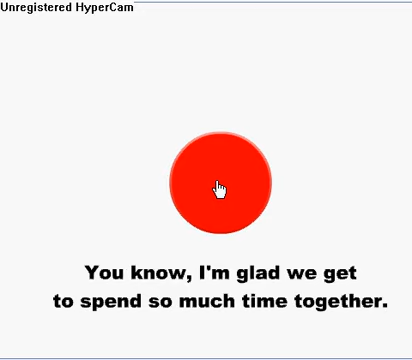 Unregistered HyperCam
You know, I'm glad we get
to spend so much time together.